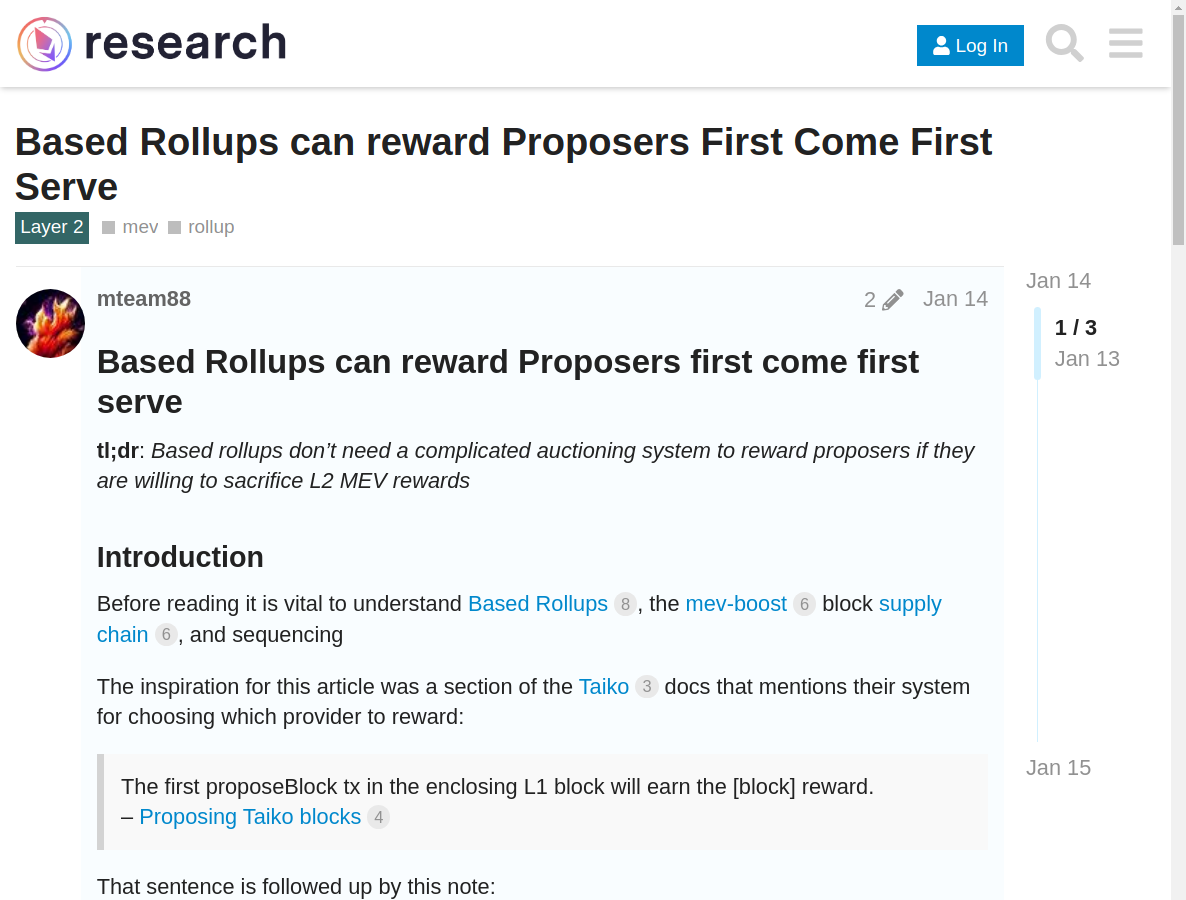 research
Log In
Based Rollups can reward Proposers First Come First
Serve
Layer 2 mev rollup
mteam88 2 Jan 14
Based Rollups can reward Proposers first come first
serve
tl;dr: Based rollups don’t need a complicated auctioning system to reward proposers if they
are willing to sacrifice L2 MEV rewards
Introduction
Before reading it is vital to understand Based Rollups 8, the mev-boost 6 block supply
chain 6, and sequencing
The inspiration for this article was a section of the Taiko 3 docs that mentions their system
for choosing which provider to reward:
The first proposeBlock tx in the enclosing L1 block will earn the [block] reward.
– Proposing Taiko blocks 4
That sentence is followed up by this note:
Jan 14
1 / 3
Jan 13
Jan 15